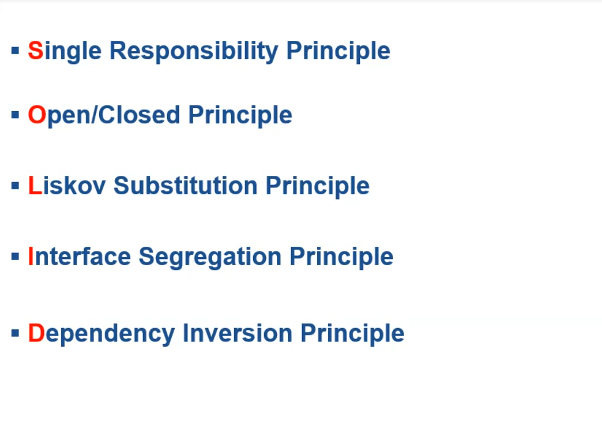 ▪ Single Responsibility Principle
▪ Open/Closed Principle
▪ Liskov Substitution Principle
▪ Interface Segregation Principle
▪ Dependency Inversion Principle